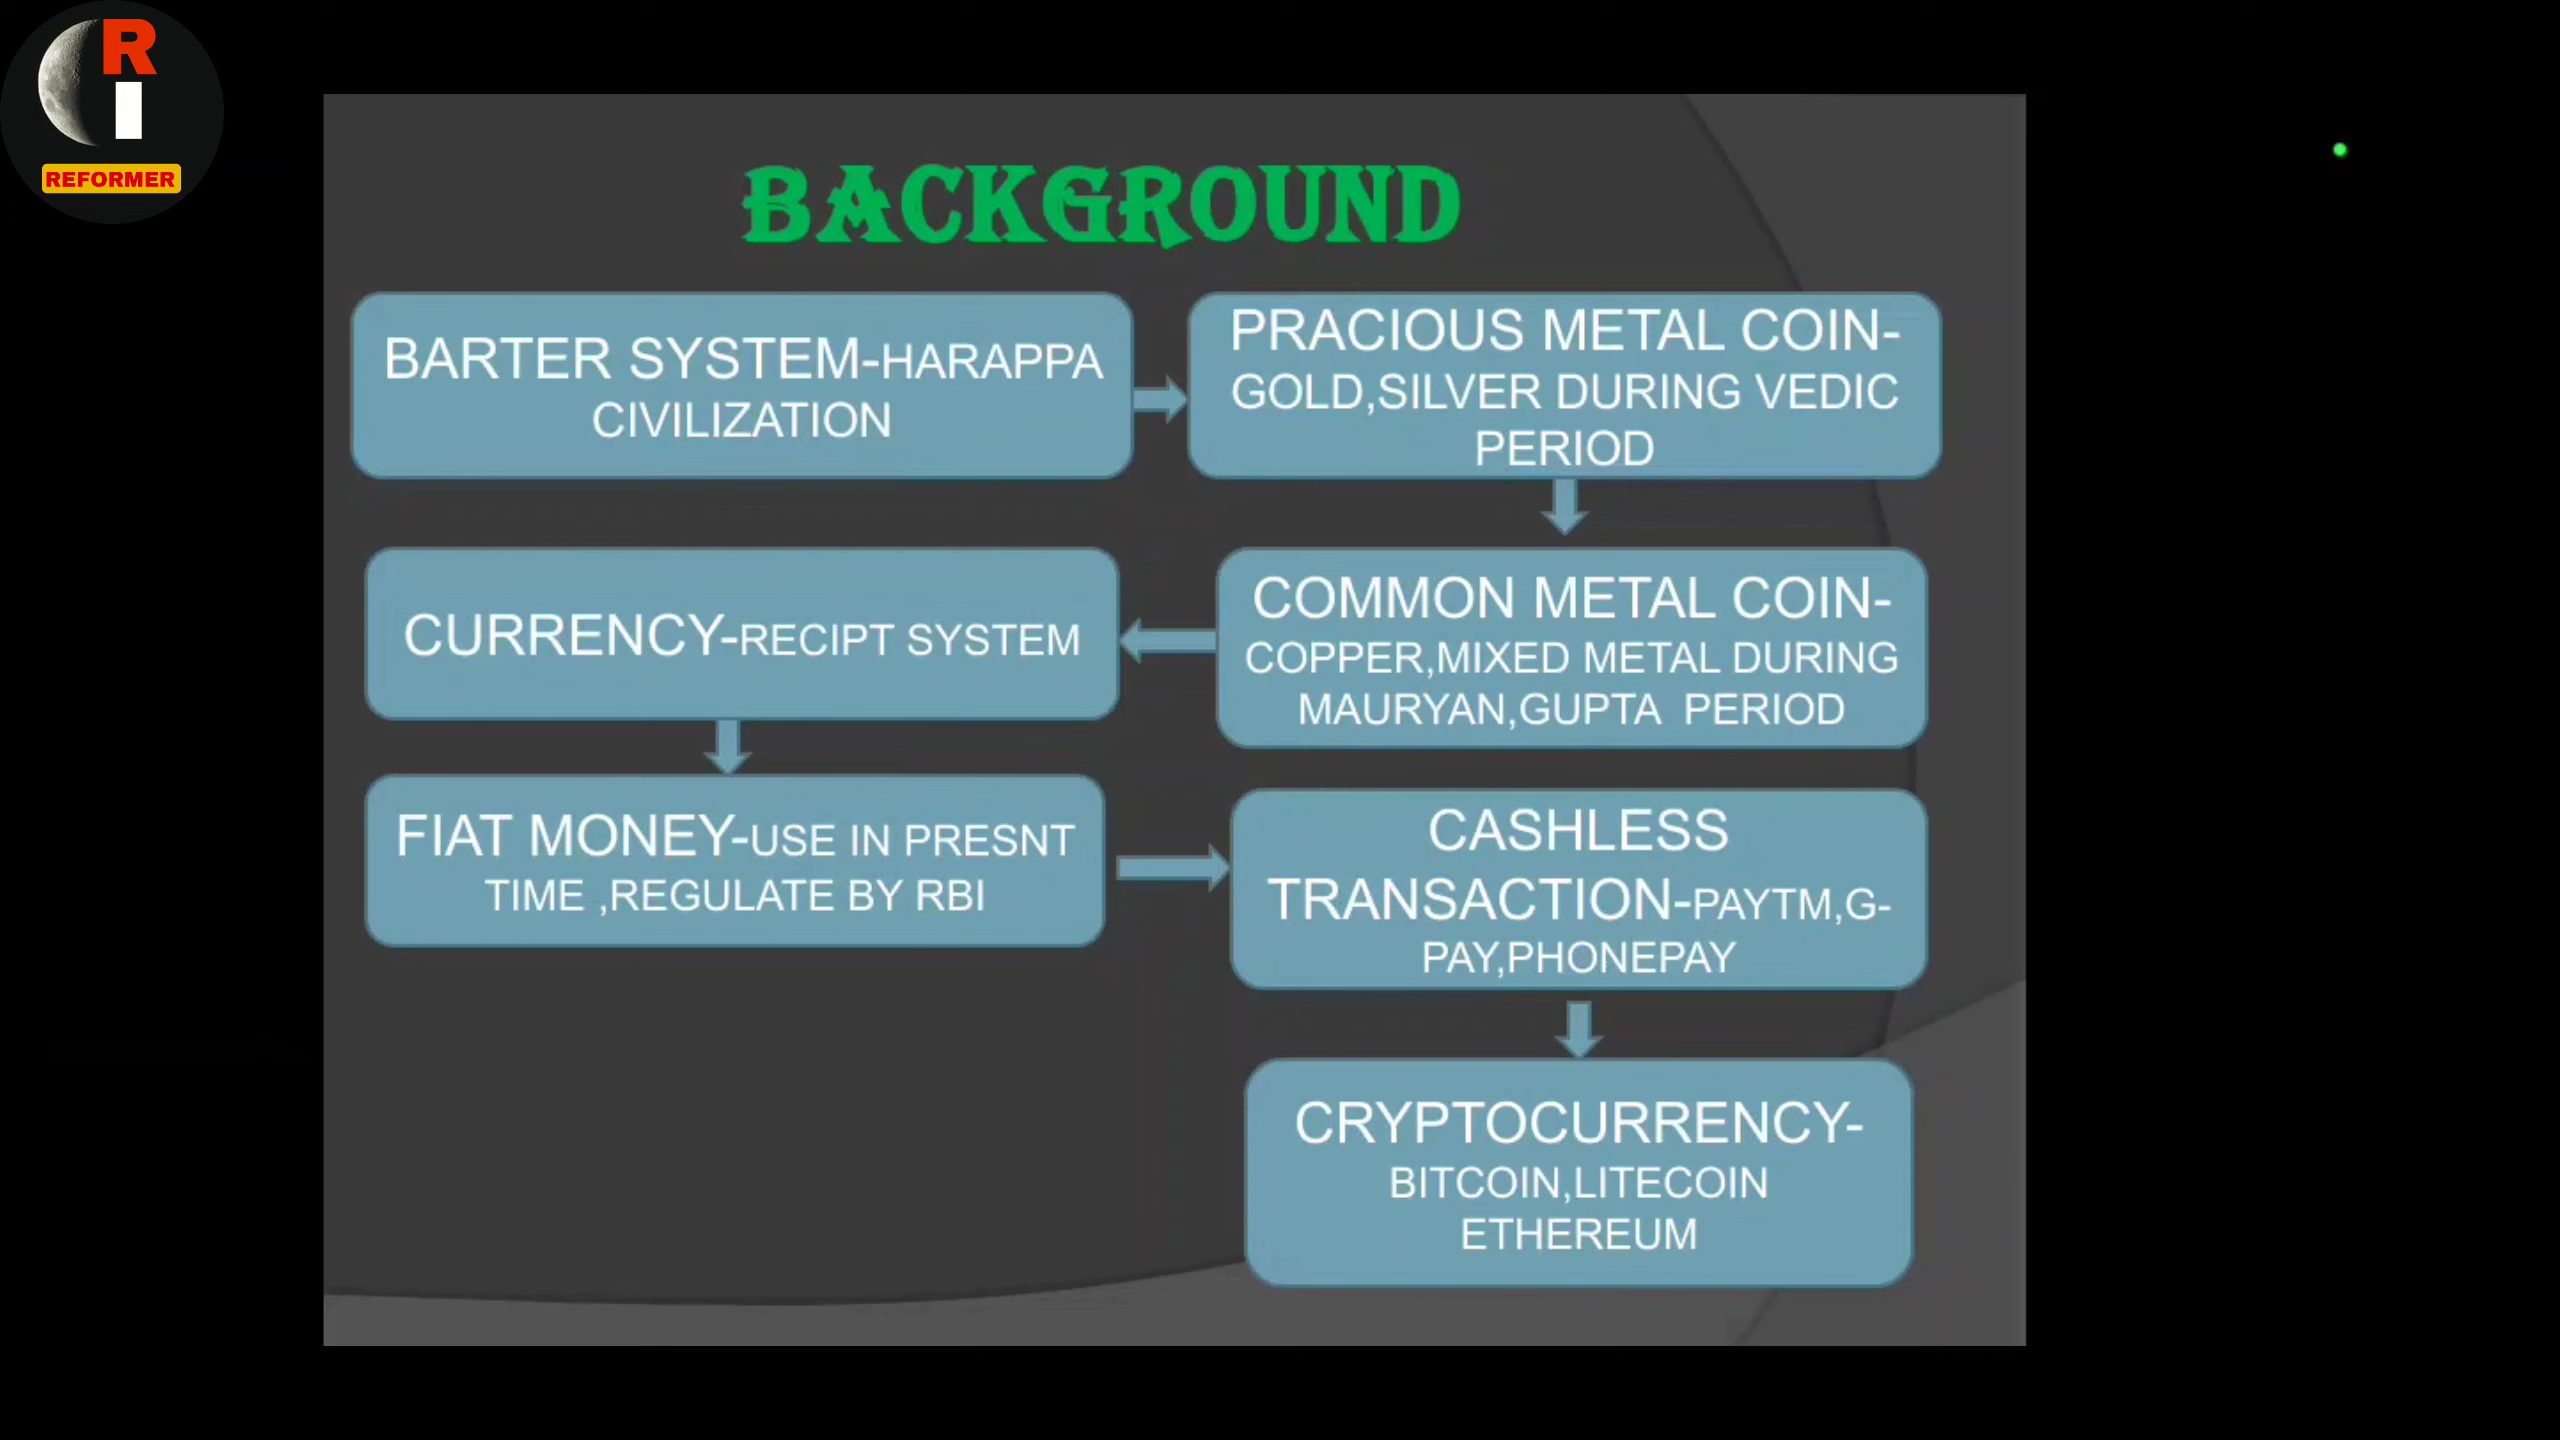 R
I
REFORMER
BACKGROUND
BARTER SYSTEM-HARAPPA
CIVILIZATION
PRACIOUS METAL COIN-
GOLD,SILVER DURING VEDIC
PERIOD
COMMON METAL COIN-
COPPER,MIXED METAL DURING
MAURYAN,GUPTA  PERIOD
CURRENCY-RECIPT SYSTEM
FIAT MONEY-USE IN PRESNT
TIME ,REGULATE BY RBI
CASHLESS
TRANSACTION-PAYTM,G-
PAY,PHONEPAY
CRYPTOCURRENCY-
BITCOIN,LITECOIN
ETHEREUM